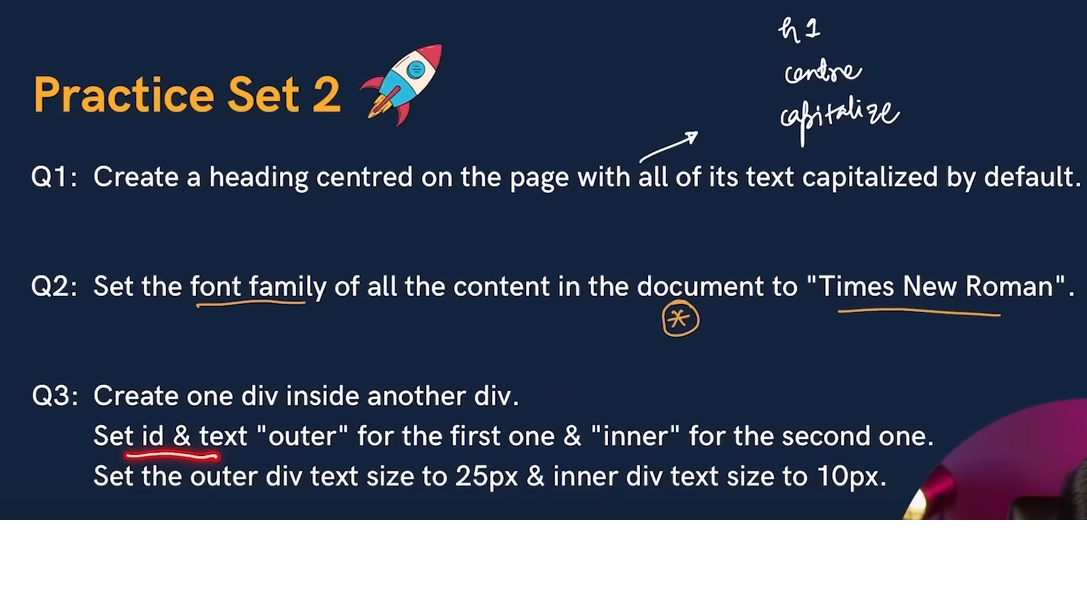 h1
centre
capitalize
Practice Set 2
Q1: Create a heading centred on the page with all of its text capitalized by default.
Q2: Set the font family of all the content in the document to "Times New Roman".
*
Q3: Create one div inside another div.
Set id & text "outer" for the first one & "inner" for the second one.
Set the outer div text size to 25px & inner div text size to 10px.